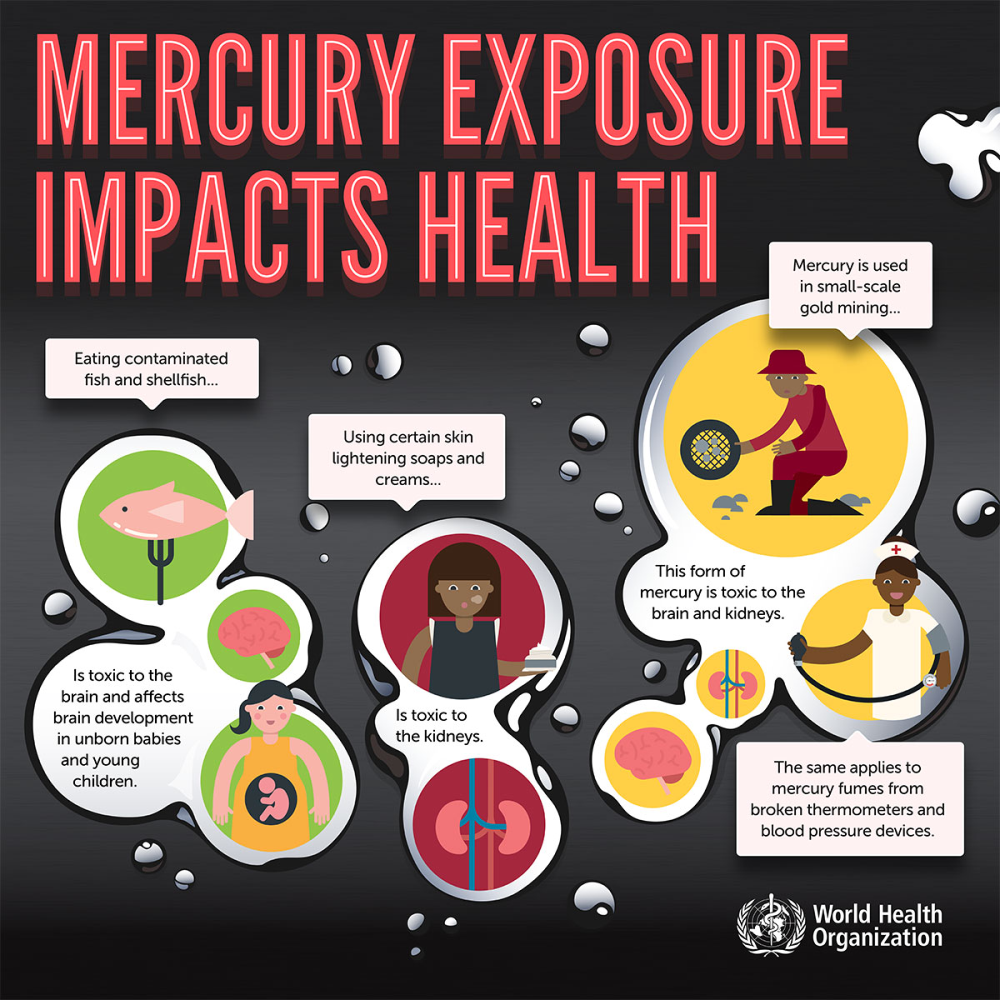 MERCURY EXPOSURE
IMPACTS HEALTH
Eating contaminated
fish and shellfish...
Is toxic to the
brain and affects
brain development
in unborn babies
and young
children.
Using certain skin
lightening soaps and
creams...
Is toxic to
the kidneys.
Mercury is used
in small-scale
gold mining...
This form of
mercury is toxic to the
brain and kidneys.
The same applies to
mercury fumes from
broken thermometers and
blood pressure devices.
World Health
Organization